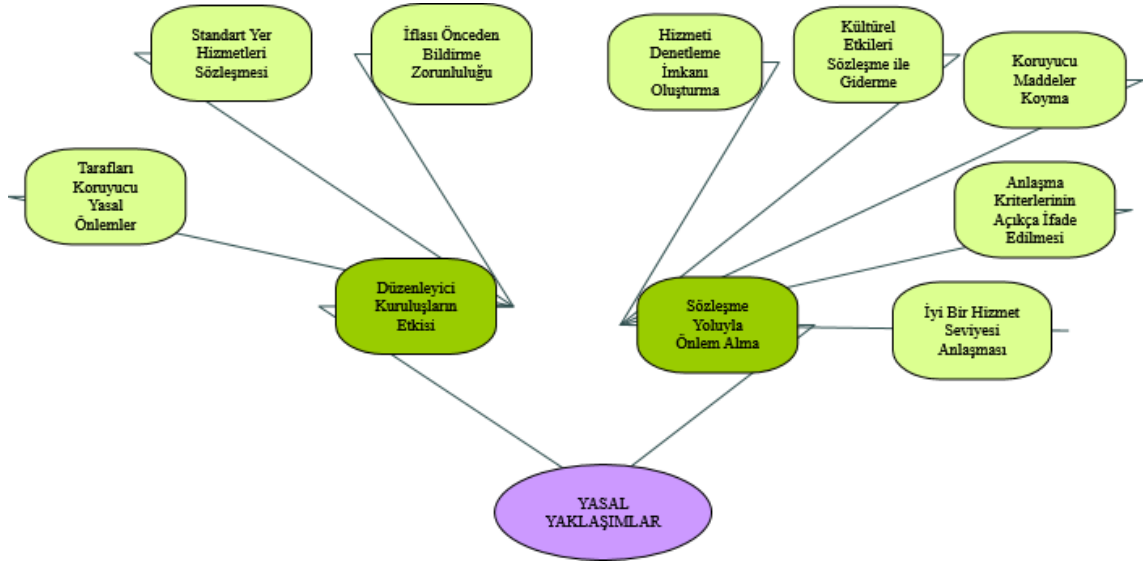 Standart Yer
Hizmetleri
Sözleşmesi
İflası Önceden
Bildirme
Zorunluluğu
Hizmeti
Denetleme
İmkanı
Oluşturma
Kültürel
Etkileri
Sözleşme ile
Giderme
Koruyucu
Maddeler
Koyma
Tarafları
Koruyucu
Yasal
Önlemler
Anlaşma
Kriterlerinin
Açıkça İfade
Edilmesi
Düzenleyici
Kuruluşların
Etkisi
Sözleşme
Yoluyla
Önlem Alma
İyi Bir Hizmet
Seviyesi
Anlaşması
YASAL
YAKLAŞIMLAR